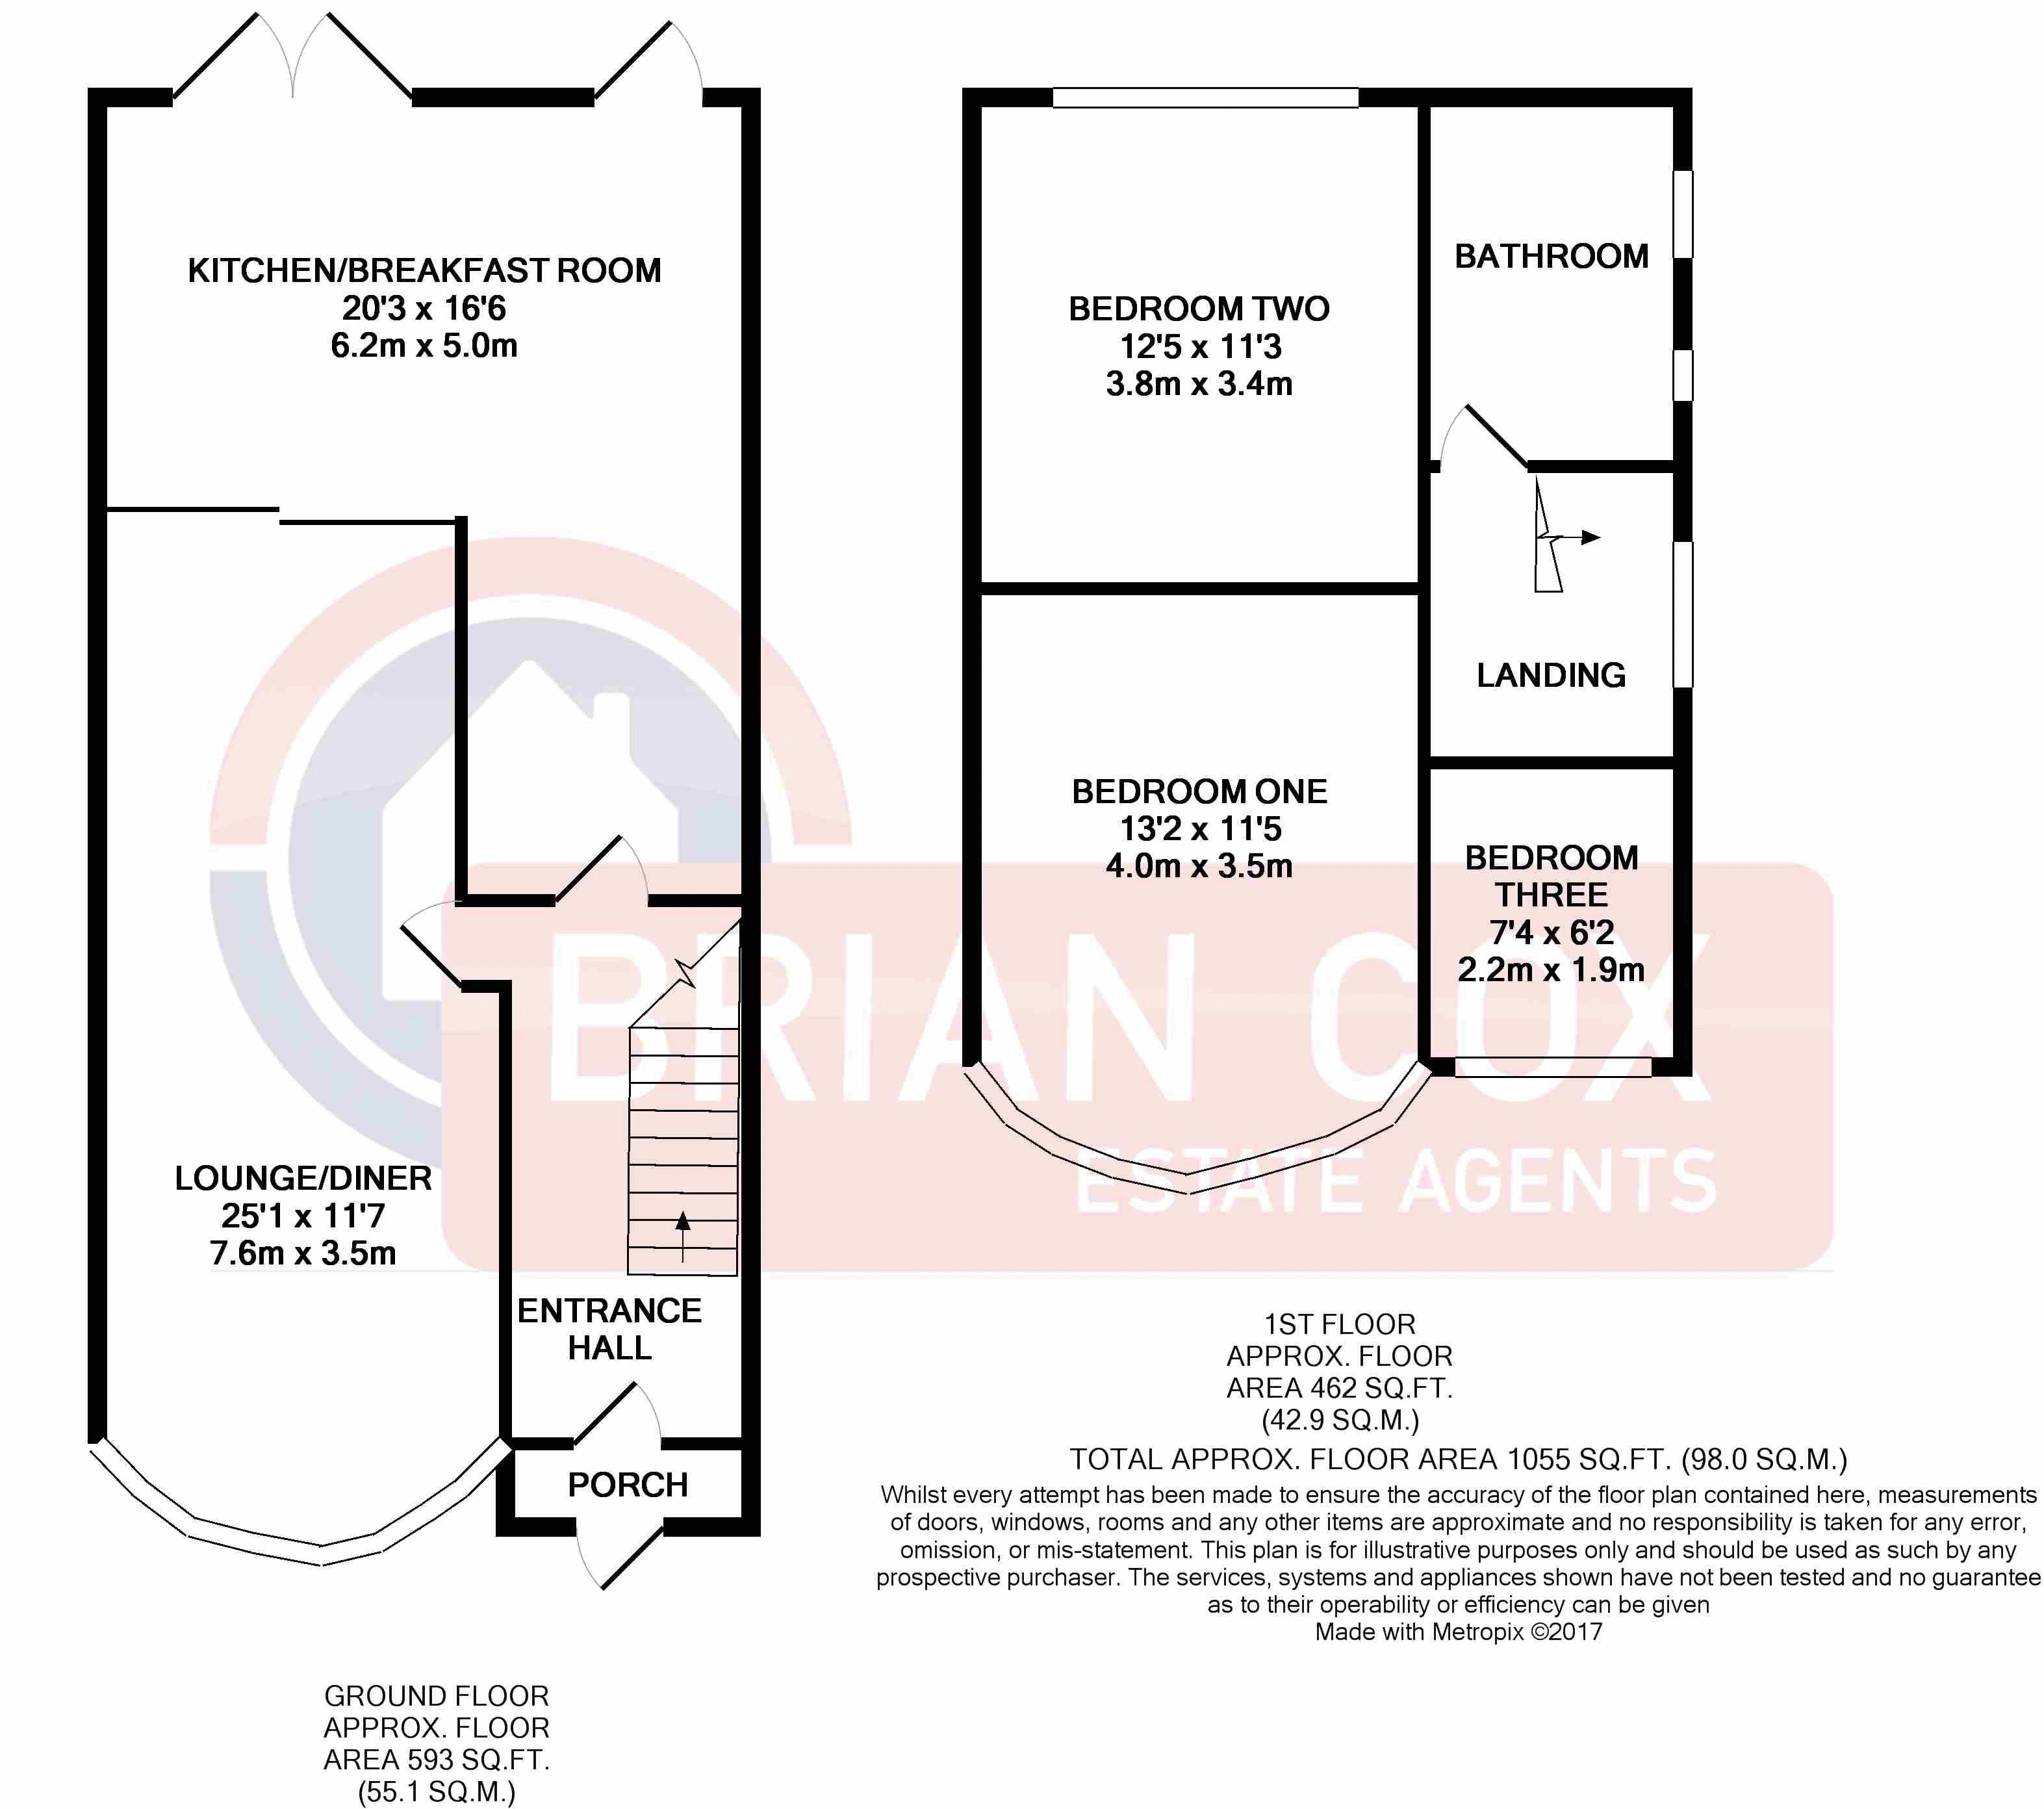 KITCHEN/BREAKFAST ROOM
20'3 x 16'6
6.2m x 5.0m
LOUNGE/DINER
25'1 x 11'7
7.6m x 3.5m
ENTRANCE
HALL
PORCH
GROUND FLOOR
APPROX. FLOOR
AREA 593 SQ.FT.
(55.1 SQ.M.)
BEDROOM TWO
12'5 x 11'3
3.8m x 3.4m
BATHROOM
LANDING
BEDROOM ONE
13'2 x 11'5
4.0m x 3.5m
BEDROOM
THREE
7'4 x 6'2
2.2m x 1.9m
BRIAN COX
ESTATE AGENTS
1ST FLOOR
APPROX. FLOOR
AREA 462 SQ.FT.
(42.9 SQ.M.)
TOTAL APPROX. FLOOR AREA 1055 SQ.FT. (98.0 SQ.M.)
Whilst every attempt has been made to ensure the accuracy of the floor plan contained here, measurements
of doors, windows, rooms and any other items are approximate and no responsibility is taken for any error,
omission, or mis-statement. This plan is for illustrative purposes only and should be used as such by any
prospective purchaser. The services, systems and appliances shown have not been tested and no guarantee
as to their operability or efficiency can be given
Made with Metropix ©2017